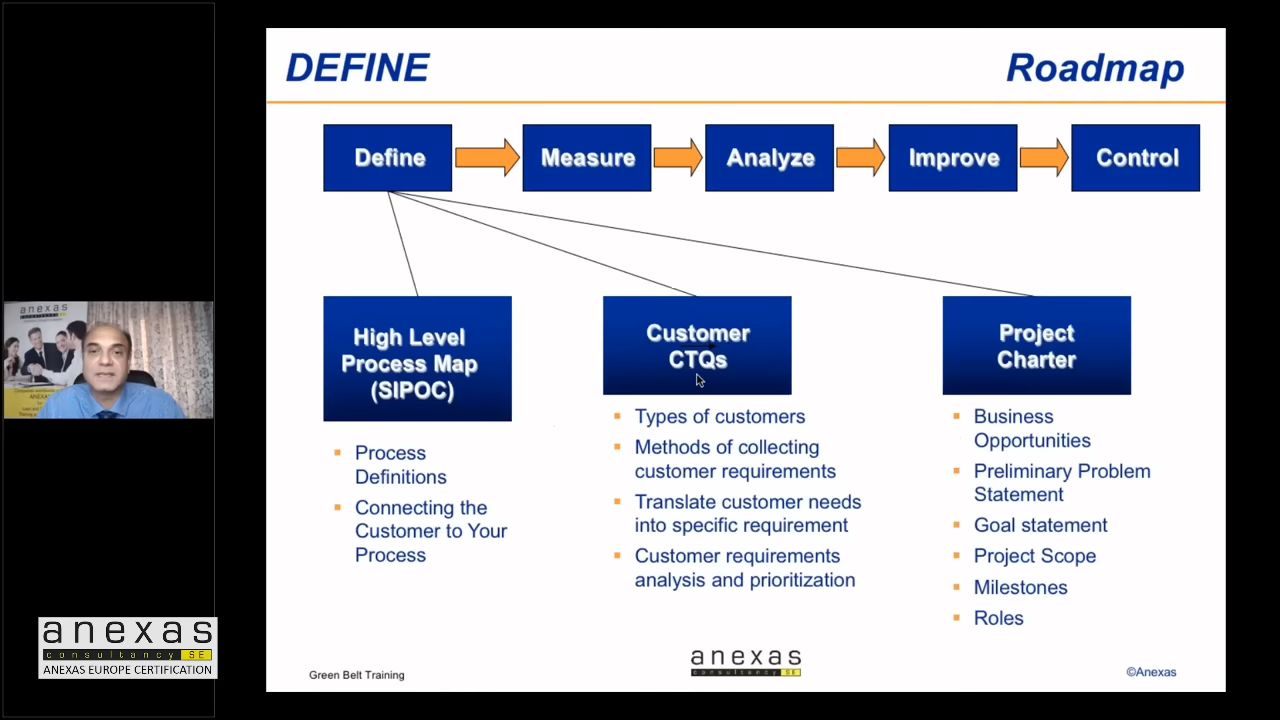 DEFINE
Roadmap
Define
Measure
Analyze
Improve
Control
High Level
Process Map
(SIPOC)
Process
Definitions
Connecting the
Customer to Your
Process
Customer
CTQs
Types of customers
Methods of collecting
customer requirements
Translate customer needs
into specific requirement
Customer requirements
analysis and prioritization
Project
Charter
Business
Opportunities
Preliminary Problem
Statement
Goal statement
Project Scope
Milestones
Roles
Green Belt Training
anexas
consultancy SE
©Anexas
anexas
anexas
consultancy SE
ANEXAS EUROPE CERTIFICATION